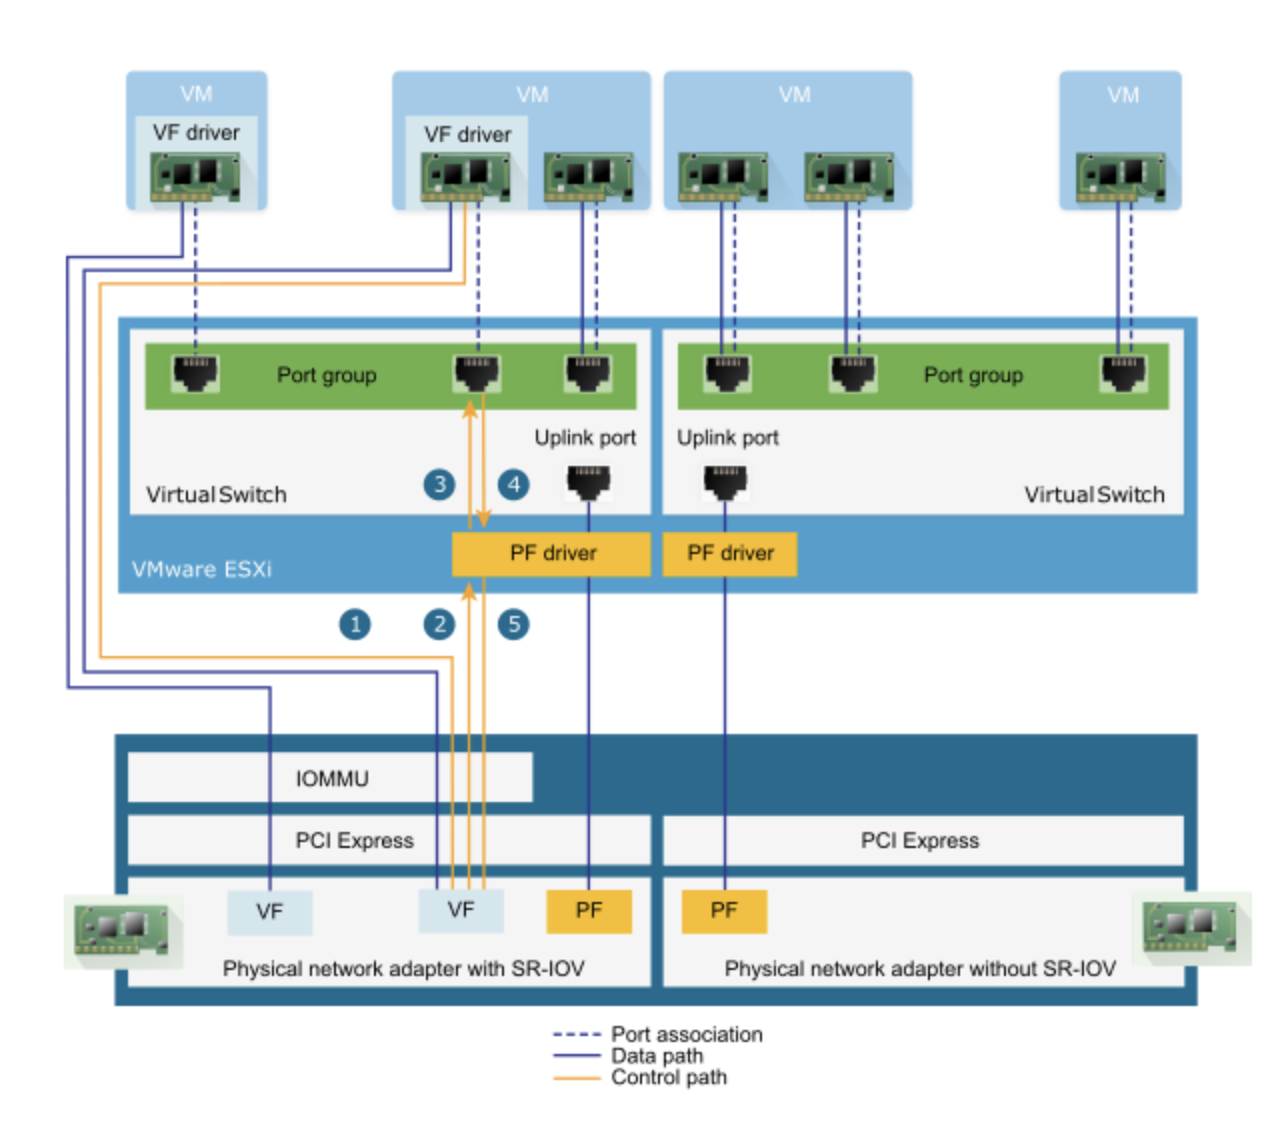 VM
VM
VM
VM
VF driver
VF driver
Port group
Port group
Uplink port
Uplink port
3
4
Virtual Switch
Virtual Switch
PF driver
PF driver
VMware ESXi
1
2
5
IOMMU
PCI Express
PCI Express
VF
VF
PF
PF
Physical network adapter with SR-IOV
Physical network adapter without SR-IOV
Port association
Data path
Control path